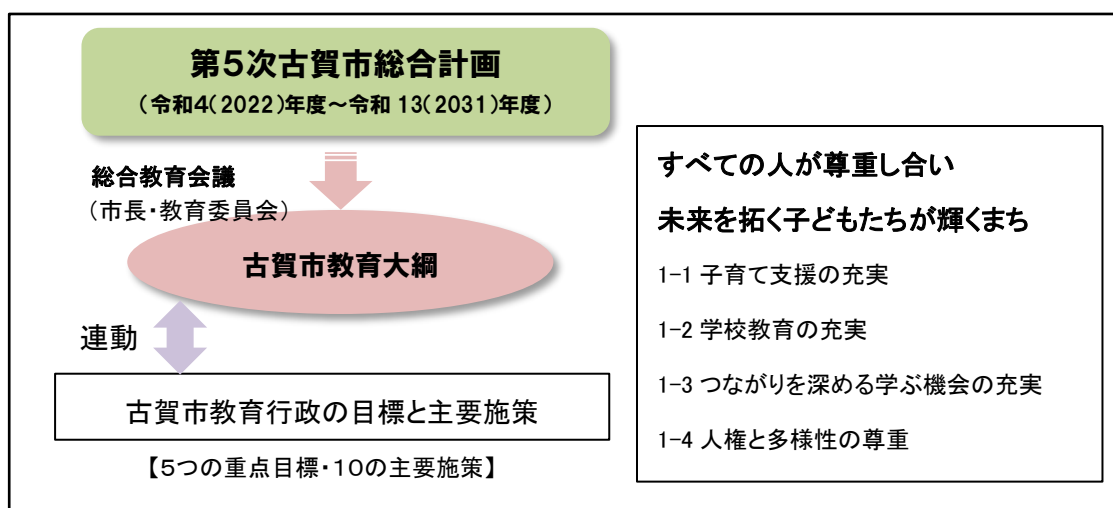 第5次古賀市総合計画
(令和4(2022)年度～令和 13(2031)年度)
総合教育会議
(市長・教育委員会)
古賀市教育大綱
連動
古賀市教育行政の目標と主要施策
【5つの重点目標・10の主要施策】
すべての人が尊重し合い
未来を拓く子どもたちが輝くまち
1-1 子育て支援の充実
1-2 学校教育の充実
1-3 つながりを深める学ぶ機会の充実
1-4 人権と多様性の尊重